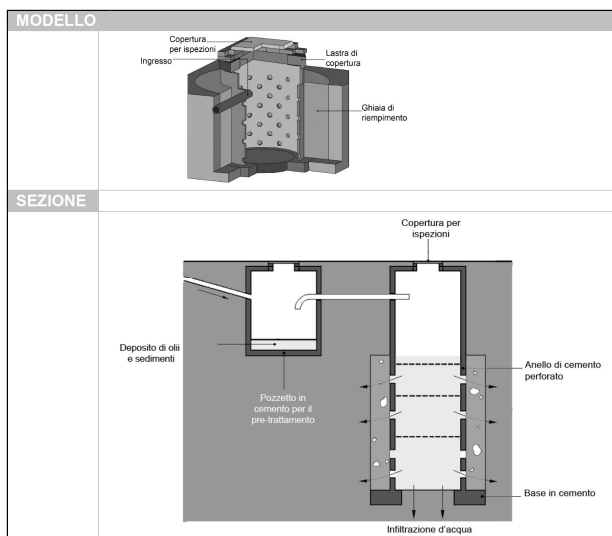 MODELLO
Copertura
per ispezioni
Ingresso
Lastra di
copertura
Ghiaia di
riempimento
SEZIONE
Copertura per
ispezioni
Deposito di olii
e sedimenti
Pozzetto in
cemento per il
pre-trattamento
Anello di cemento
perforato
Base in cemento
Infiltrazione d'acqua